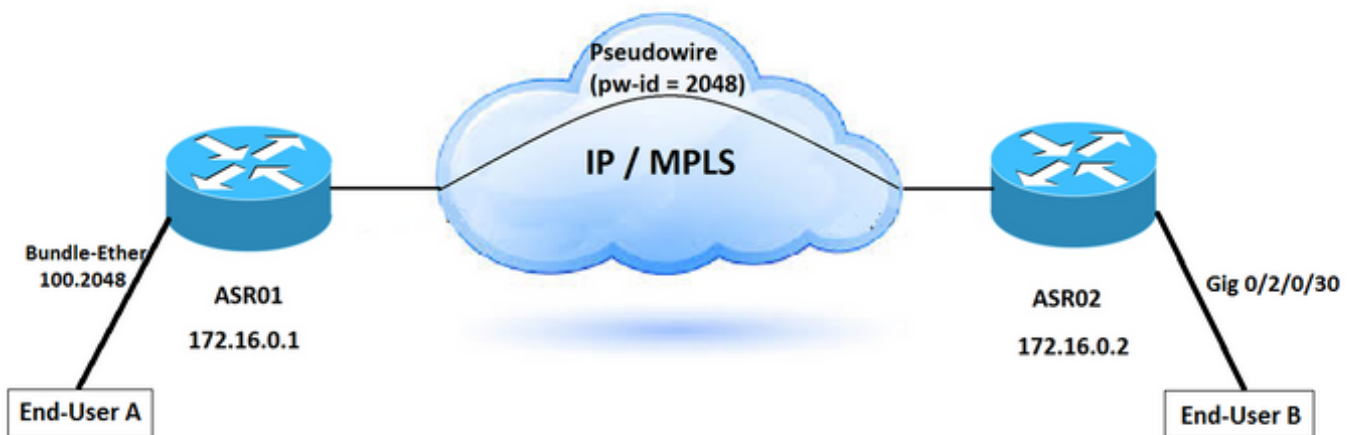 Pseudowire
(pw-id = 2048)
IP / MPLS
Bundle-Ether
100.2048
ASR01
172.16.0.1
End-User A
ASR02
172.16.0.2
Gig 0/2/0/30
End-User B